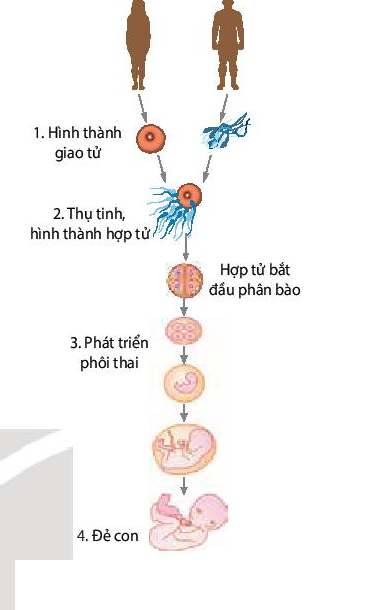 1. Hình thành
giao tử
2. Thụ tinh,
hình thành hợp tử
Hợp tử bắt
đầu phân bào
3. Phát triển
phôi thai
4. Đẻ con